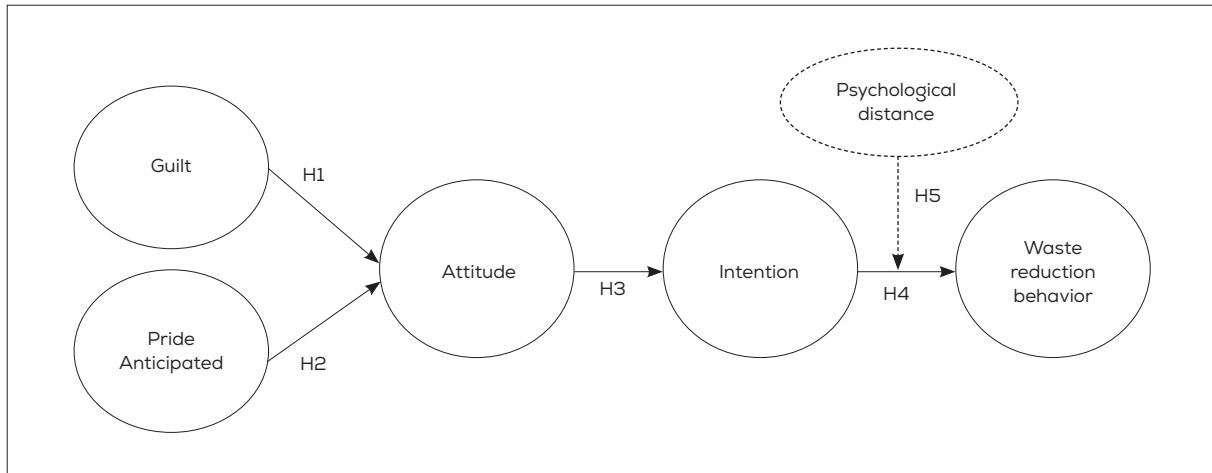 Psychological
distance
Guilt
H1
H5
Attitude
Intention
Waste
reduction
behavior
H3
H4
Pride
Anticipated
H2